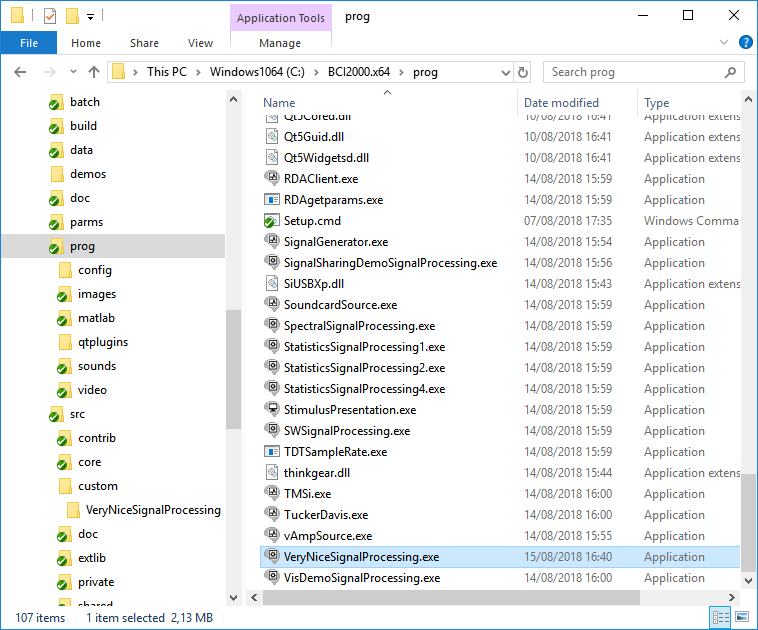 Application Tools prog
File Home Share View Manage
This PC Windows1064 (C:) BCI2000.x64 prog Search prog
batch
build
data
demos
doc
parms
prog
config
images
matlab
qtplugins
sounds
video
src
contrib
core
custom
VeryNiceSignalProcessing
doc
extlib
private
shared
Name Date modified Type
Qt5Cored.dll 10/08/2018 16:41 Application extens
Qt5Guid.dll 10/08/2018 16:41 Application extens
Qt5Widgetsd.dll 10/08/2018 16:41 Application extens
RDAClient.exe 14/08/2018 15:59 Application
RDAgetparams.exe 14/08/2018 15:59 Application
Setup.cmd 07/08/2018 17:35 Windows Comma
SignalGenerator.exe 14/08/2018 15:54 Application
SignalSharingDemoSignalProcessing.exe 14/08/2018 15:56 Application
SiUSBXp.dll 14/08/2018 15:43 Application extens
SoundcardSource.exe 14/08/2018 15:59 Application
SpectralSignalProcessing.exe 14/08/2018 15:59 Application
StatisticsSignalProcessing1.exe 14/08/2018 15:59 Application
StatisticsSignalProcessing2.exe 14/08/2018 15:59 Application
StatisticsSignalProcessing4.exe 14/08/2018 15:59 Application
StimulusPresentation.exe 14/08/2018 15:59 Application
SWSignalProcessing.exe 14/08/2018 15:59 Application
TDTSampleRate.exe 14/08/2018 15:59 Application
thinkgear.dll 14/08/2018 15:44 Application extens
TMSi.exe 14/08/2018 16:00 Application
TuckerDavis.exe 14/08/2018 16:00 Application
vAmpSource.exe 14/08/2018 15:55 Application
VeryNiceSignalProcessing.exe 15/08/2018 16:40 Application
VisDemoSignalProcessing.exe 14/08/2018 16:00 Application
107 items 1 item selected 2,13 MB